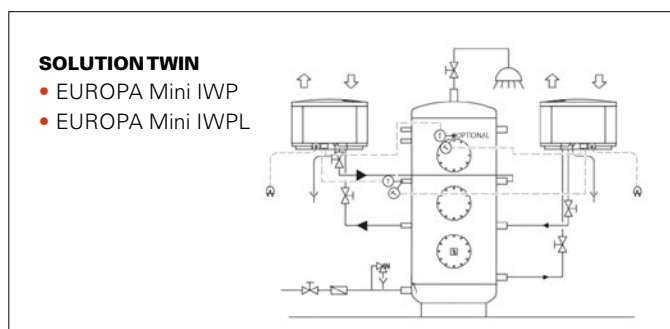 SOLUTION TWIN
• EUROPA Mini IWP
• EUROPA Mini IWPL
T OPTIONAL
T